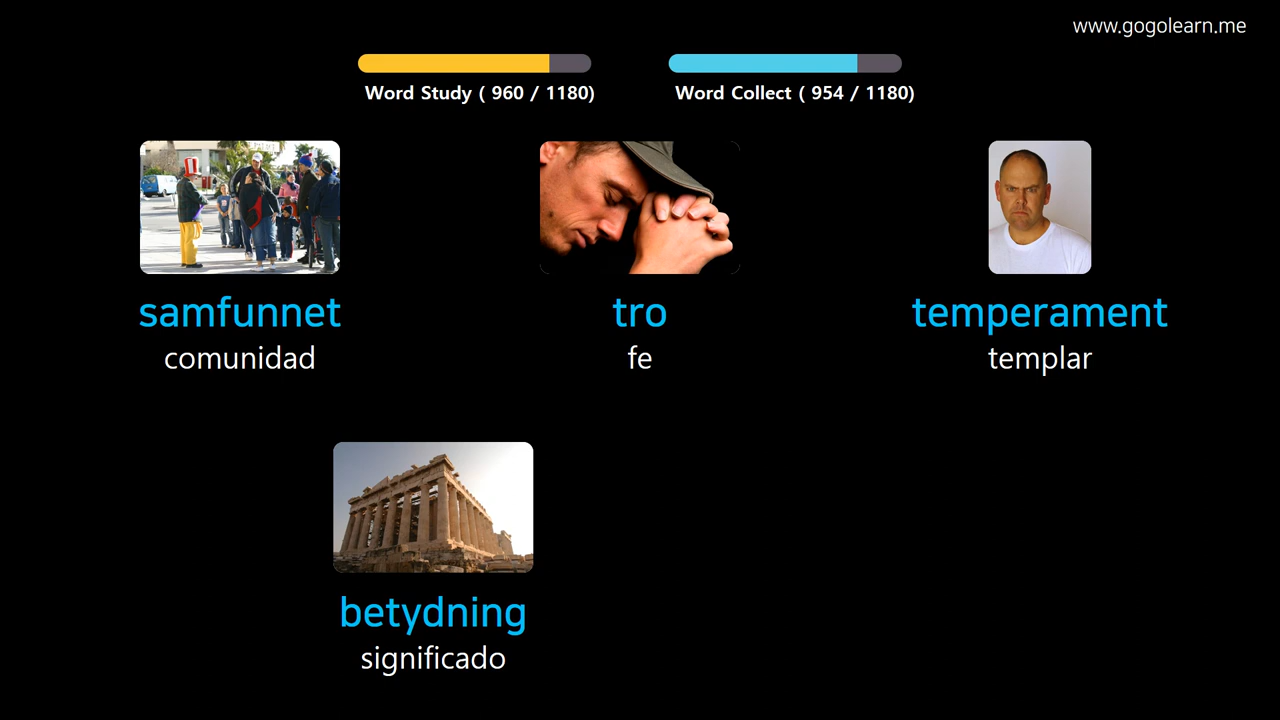 www.gogolearn.me
Word Study ( 960 / 1180)
Word Collect ( 954 / 1180)
samfunnet
comunidad
tro
fe
temperament
templar
betydning
significado